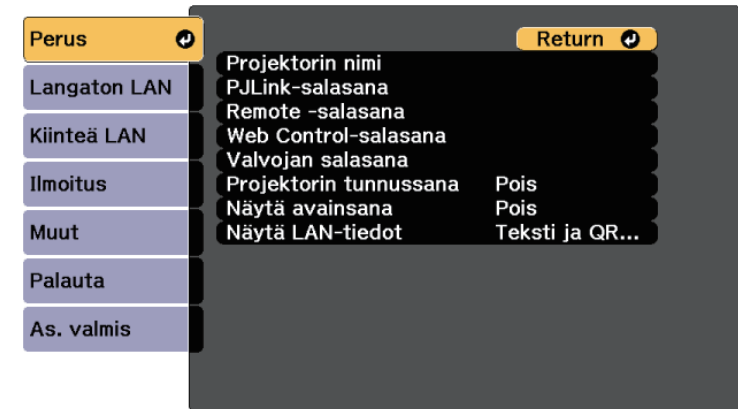 Perus
Langaton LAN
Kiinteä LAN
Ilmoitus
Muut
Palauta
As. valmis
Return
Projektorin nimi
PJLink-salasana
Remote -salasana
Web Control-salasana
Valvojan salasana
Projektorin tunnussana Pois
Näytä avainsana Pois
Näytä LAN-tiedot Teksti ja QR...